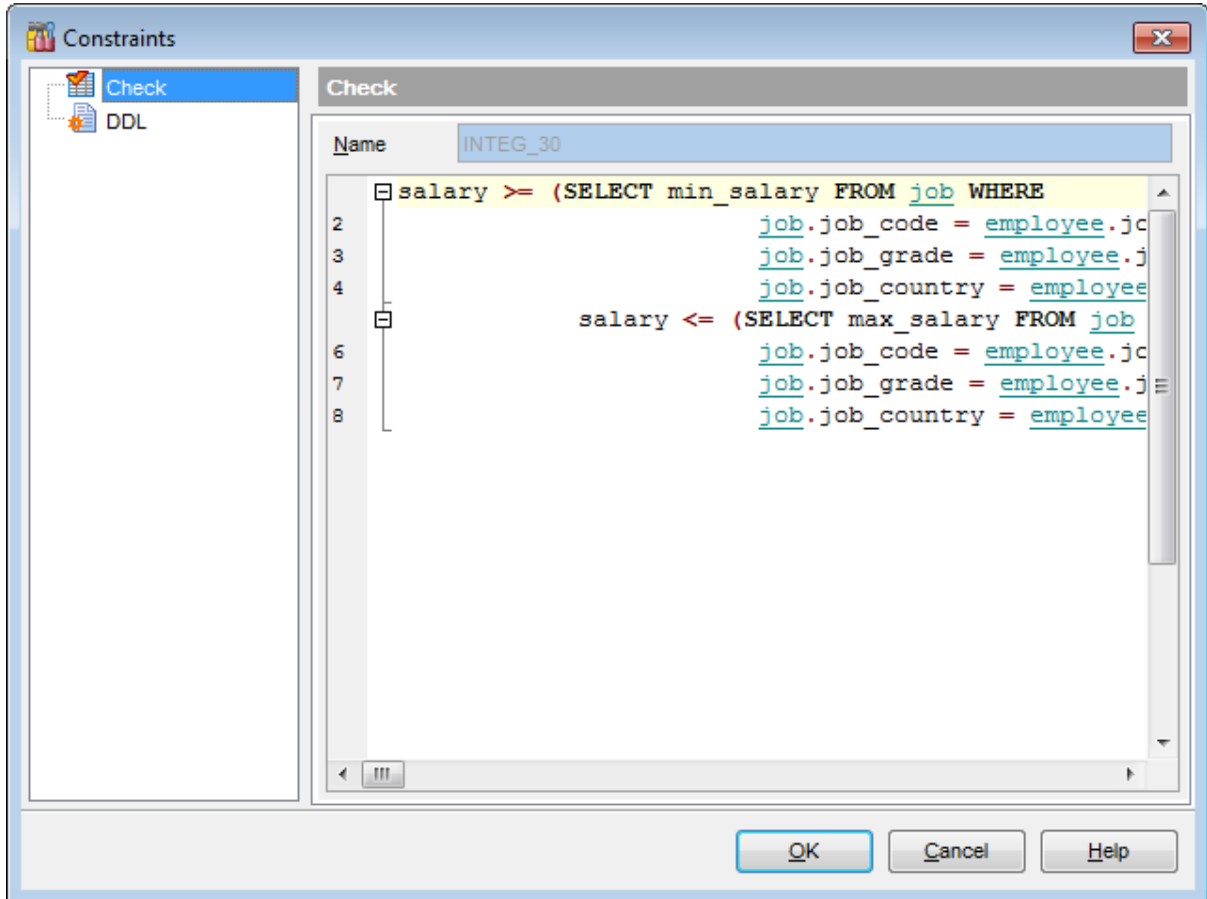 Constraints
Check
DDL
Check
Name INTEG_30
salary >= (SELECT min_salary FROM job WHERE
2 job.job_code = employee.jc
3 job.job_grade = employee.j
4 job.job_country = employee
salary <= (SELECT max_salary FROM job
6 job.job_code = employee.jc
7 job.job_grade = employee.j
8 job.job_country = employee
OK Cancel Help